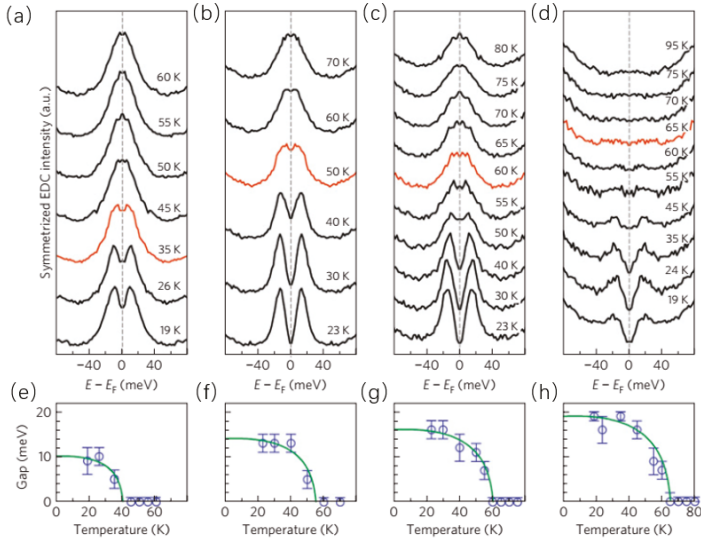 (a)
(b)
(c)
(d)
Symmetrized EDC intensity (a.u.)
60 K
55 K
50 K
45 K
35 K
26 K
19 K
70 K
60 K
50 K
40 K
30 K
23 K
80 K
75 K
70 K
65 K
60 K
55 K
50 K
40 K
30 K
23 K
95 K
75 K
70 K
65 K
60 K
55 K
45 K
35 K
24 K
19 K
−40 0 40
−40 0 40
−40 0 40
−40 0 40
E − EF (meV)
E − EF (meV)
E − EF (meV)
E − EF (meV)
(e)
(f)
(g)
(h)
Gap (meV)
20
10
0
0 20 40 60
0 20 40 60
0 20 40 60
0 20 40 60 80
Temperature (K)
Temperature (K)
Temperature (K)
Temperature (K)